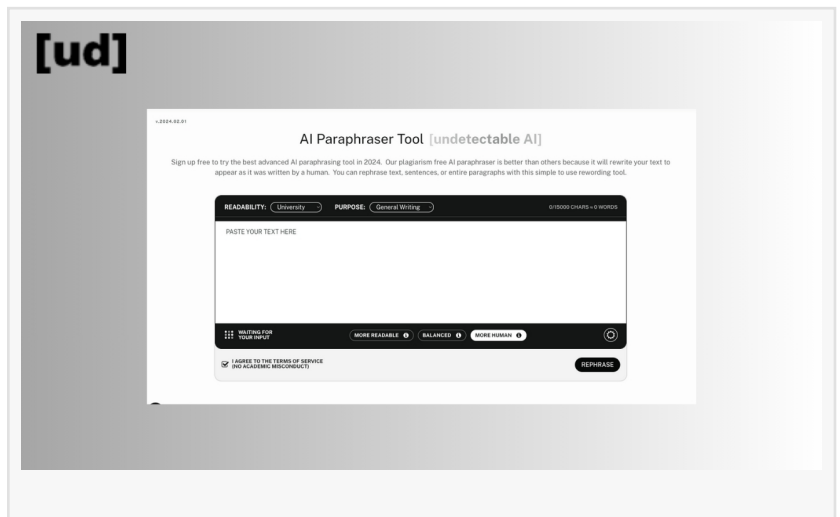 [ud]
v.2024.02.01
AI Paraphraser Tool [undetectable AI]
Sign up free to try the best advanced AI paraphrasing tool in 2024. Our plagiarism free AI paraphraser is better than others because it will rewrite your text to
appear as it was written by a human. You can rephrase text, sentences, or entire paragraphs with this simple to use rewording tool.
READABILITY: University PURPOSE: General Writing 0/15000 CHARS ≈ 0 WORDS
PASTE YOUR TEXT HERE
WAITING FOR
YOUR INPUT
MORE READABLE BALANCED MORE HUMAN
I AGREE TO THE TERMS OF SERVICE
(NO ACADEMIC MISCONDUCT)
REPHRASE